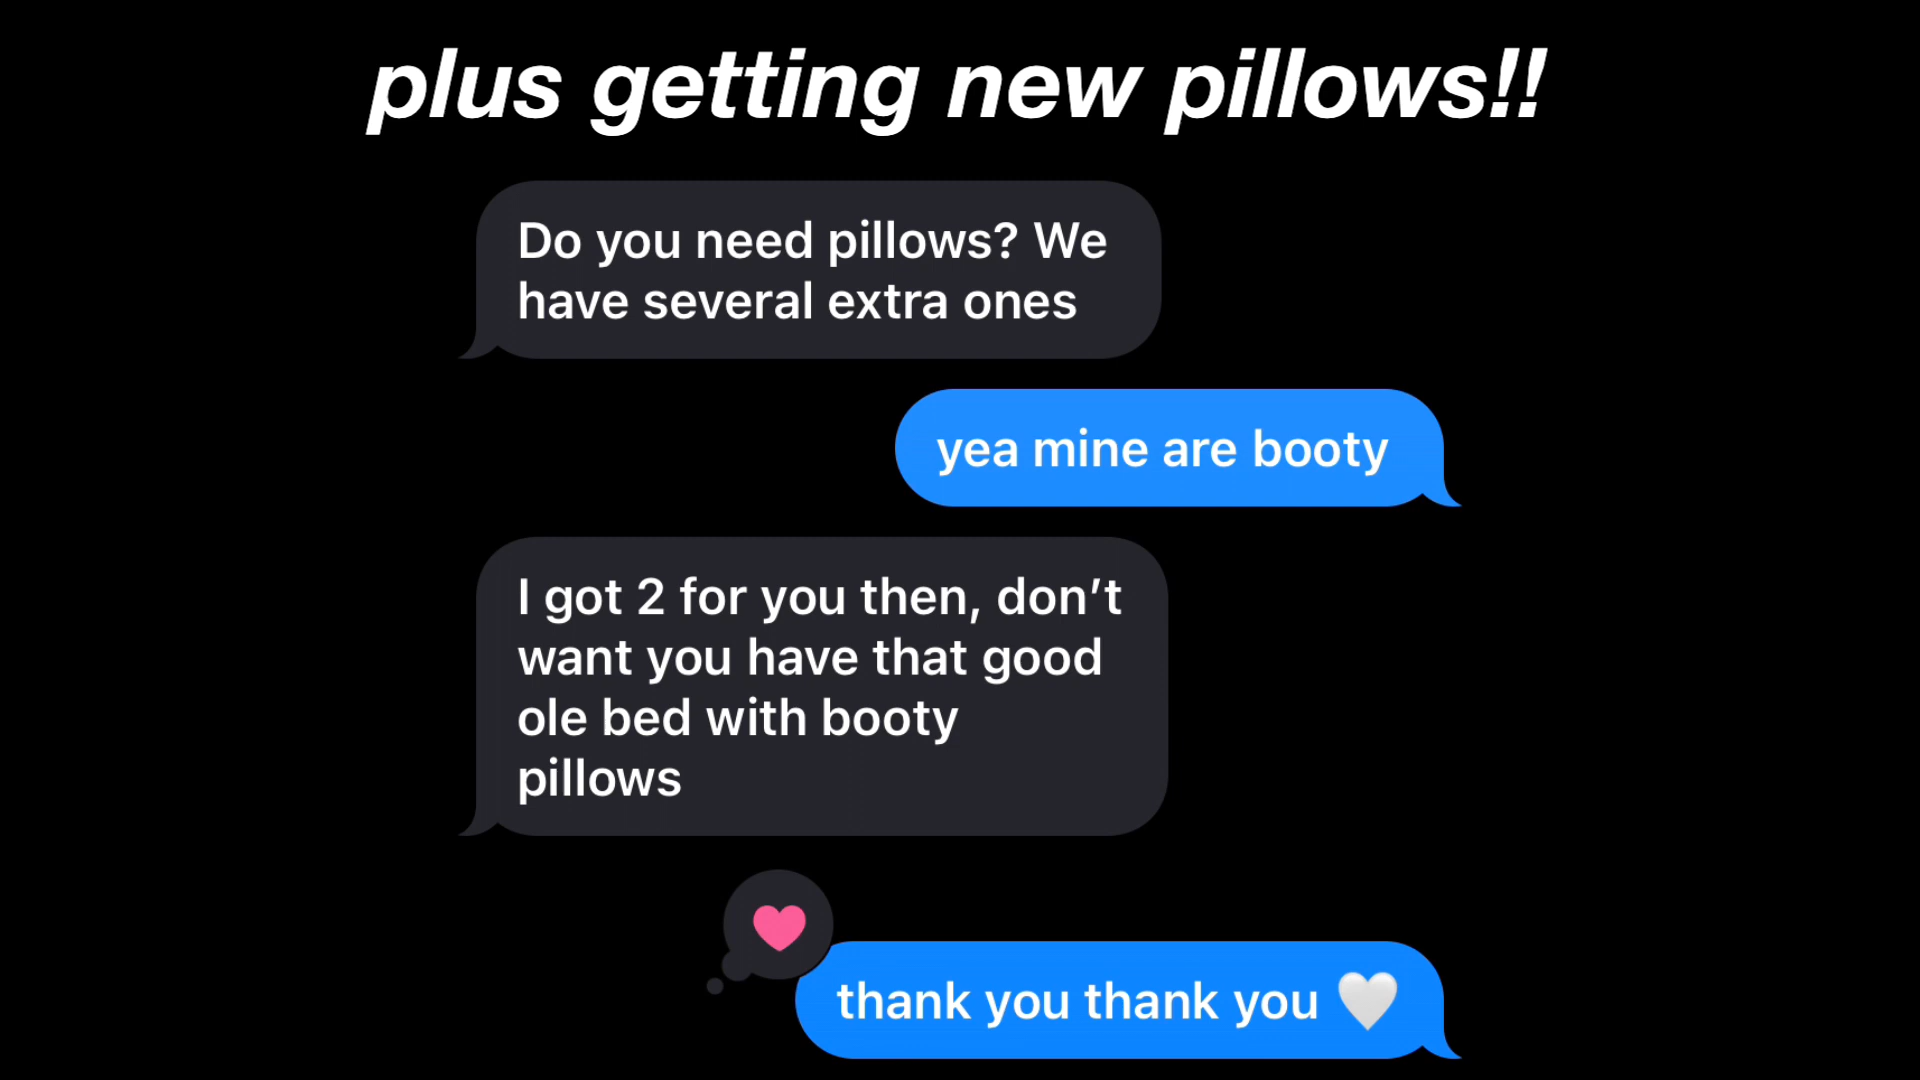 plus getting new pillows!!
Do you need pillows? We
have several extra ones
yea mine are booty
I got 2 for you then, don’t
want you have that good
ole bed with booty
pillows
thank you thank you 🤍